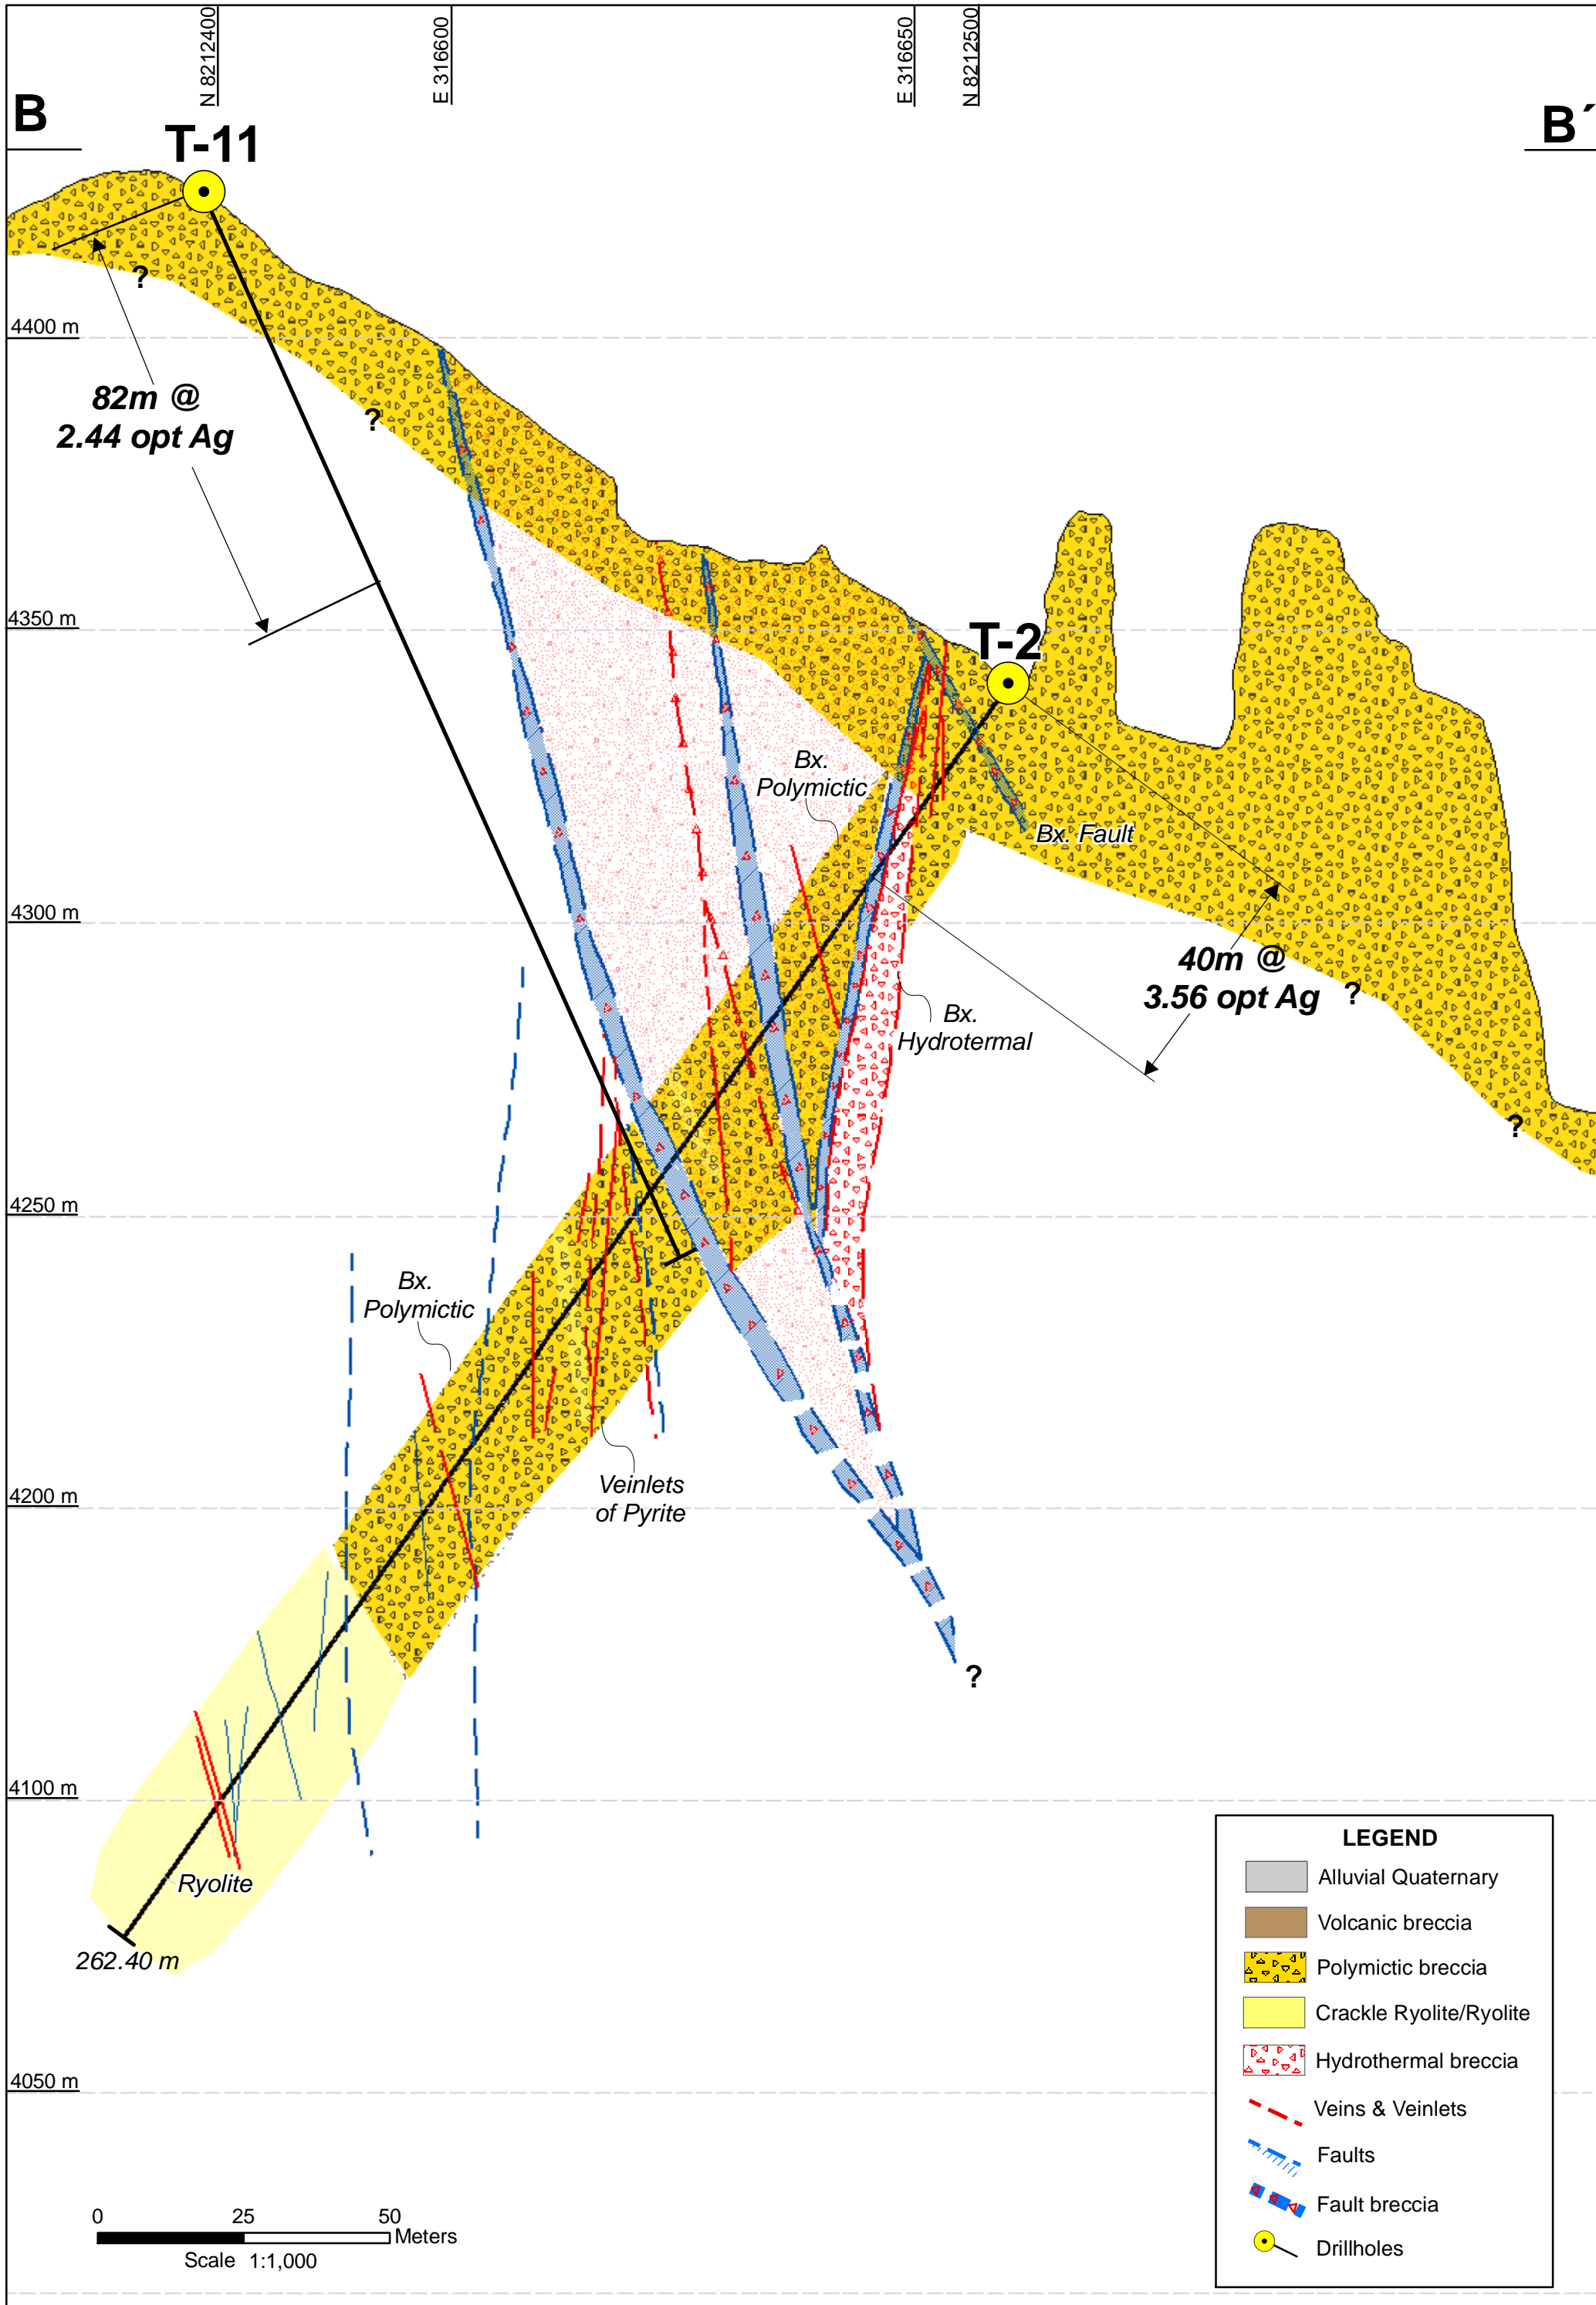 N 8212400
E 316600
E 316650
N 8212500
B
B´
T-11
?
4400 m
82m @
2.44 opt Ag
?
4350 m
T-2
Bx.
Polymictic
Bx. Fault
4300 m
40m @
3.56 opt Ag
?
Bx.
Hydrotermal
?
4250 m
Bx.
Polymictic
Veinlets
of Pyrite
4200 m
?
4100 m
Ryolite
262.40 m
4050 m
LEGEND
Alluvial Quaternary
Volcanic breccia
Polymictic breccia
Crackle Ryolite/Ryolite
Hydrothermal breccia
Veins & Veinlets
Faults
Fault breccia
Drillholes
0 25 50
Meters
Scale 1:1,000